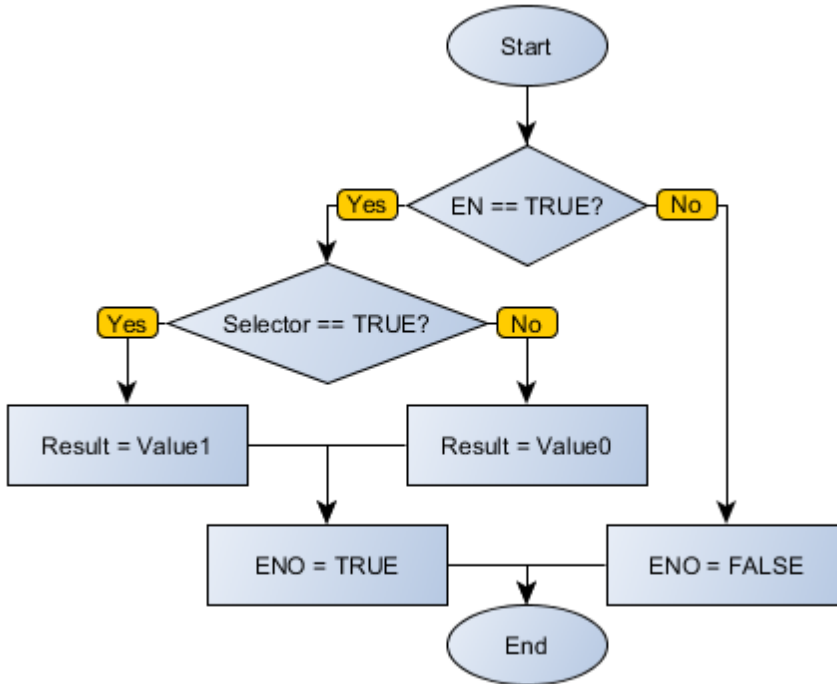 Start
EN == TRUE?
Yes
No
Selector == TRUE?
Yes
No
Result = Value1
Result = Value0
ENO = TRUE
ENO = FALSE
End